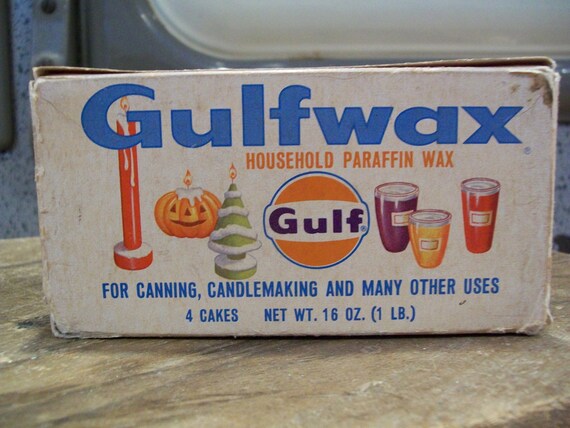 Gulfwax®
HOUSEHOLD PARAFFIN WAX
Gulf
FOR CANNING, CANDLEMAKING AND MANY OTHER USES
4 CAKES NET WT. 16 OZ. (1 LB.)